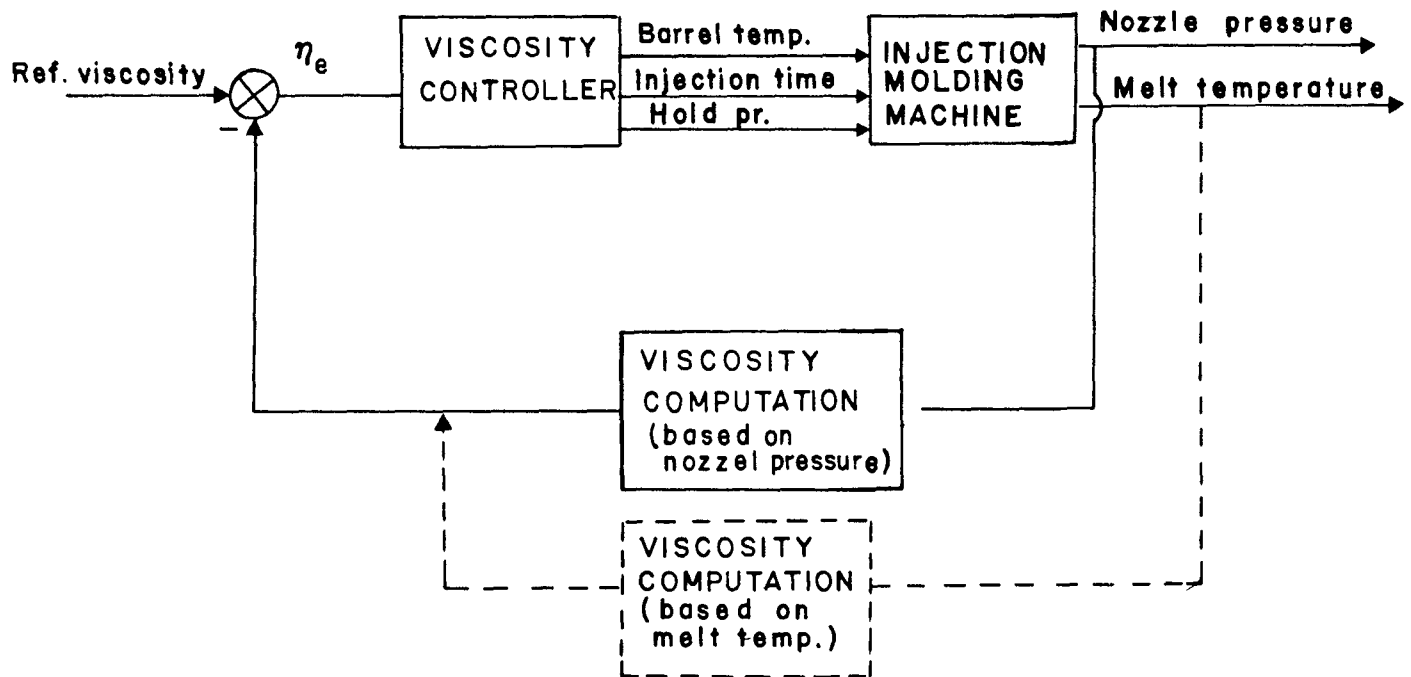 Ref. viscosity
−
ηe
VISCOSITY
CONTROLLER
Barrel temp.
Injection time
Hold pr.
INJECTION
MOLDING
MACHINE
Nozzle pressure
Melt temperature
VISCOSITY
COMPUTATION
(based on
nozzel pressure)
VISCOSITY
COMPUTATION
(based on
melt temp.)